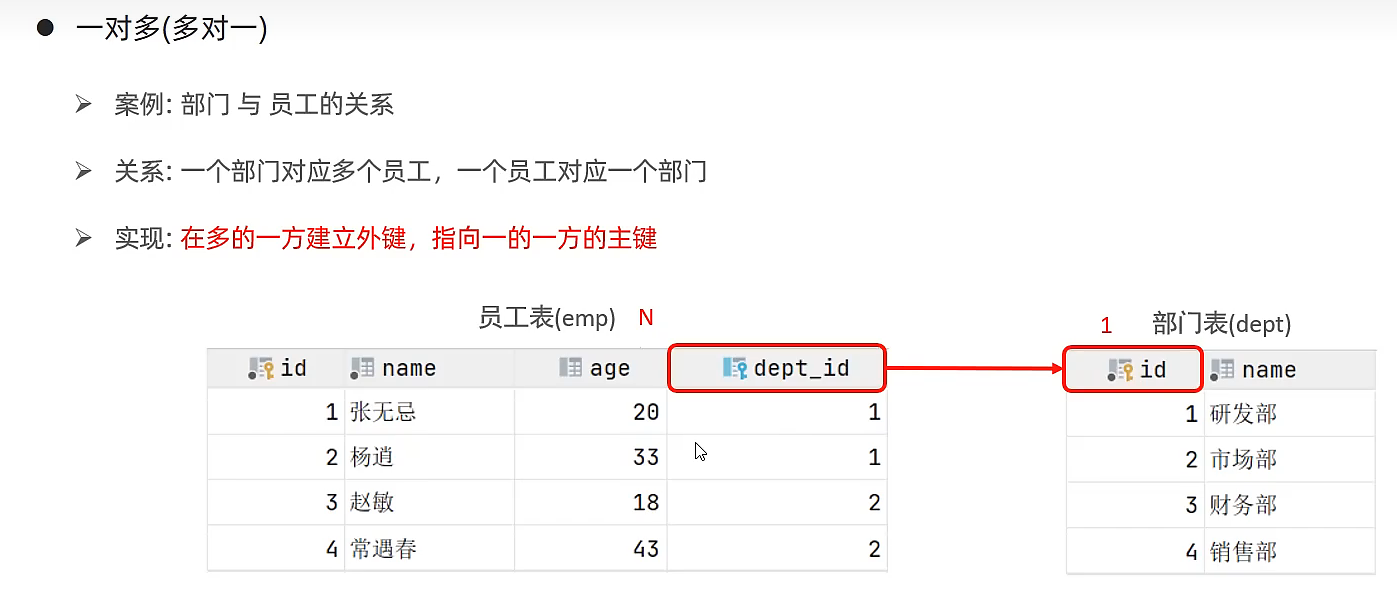 一对多(多对一)
案例: 部门 与 员工的关系
关系: 一个部门对应多个员工，一个员工对应一个部门
实现: 在多的一方建立外键，指向一的一方的主键
员工表(emp) N
id name age dept_id
1 张无忌 20 1
2 杨逍 33 1
3 赵敏 18 2
4 常遇春 43 2
1 部门表(dept)
id name
1 研发部
2 市场部
3 财务部
4 销售部